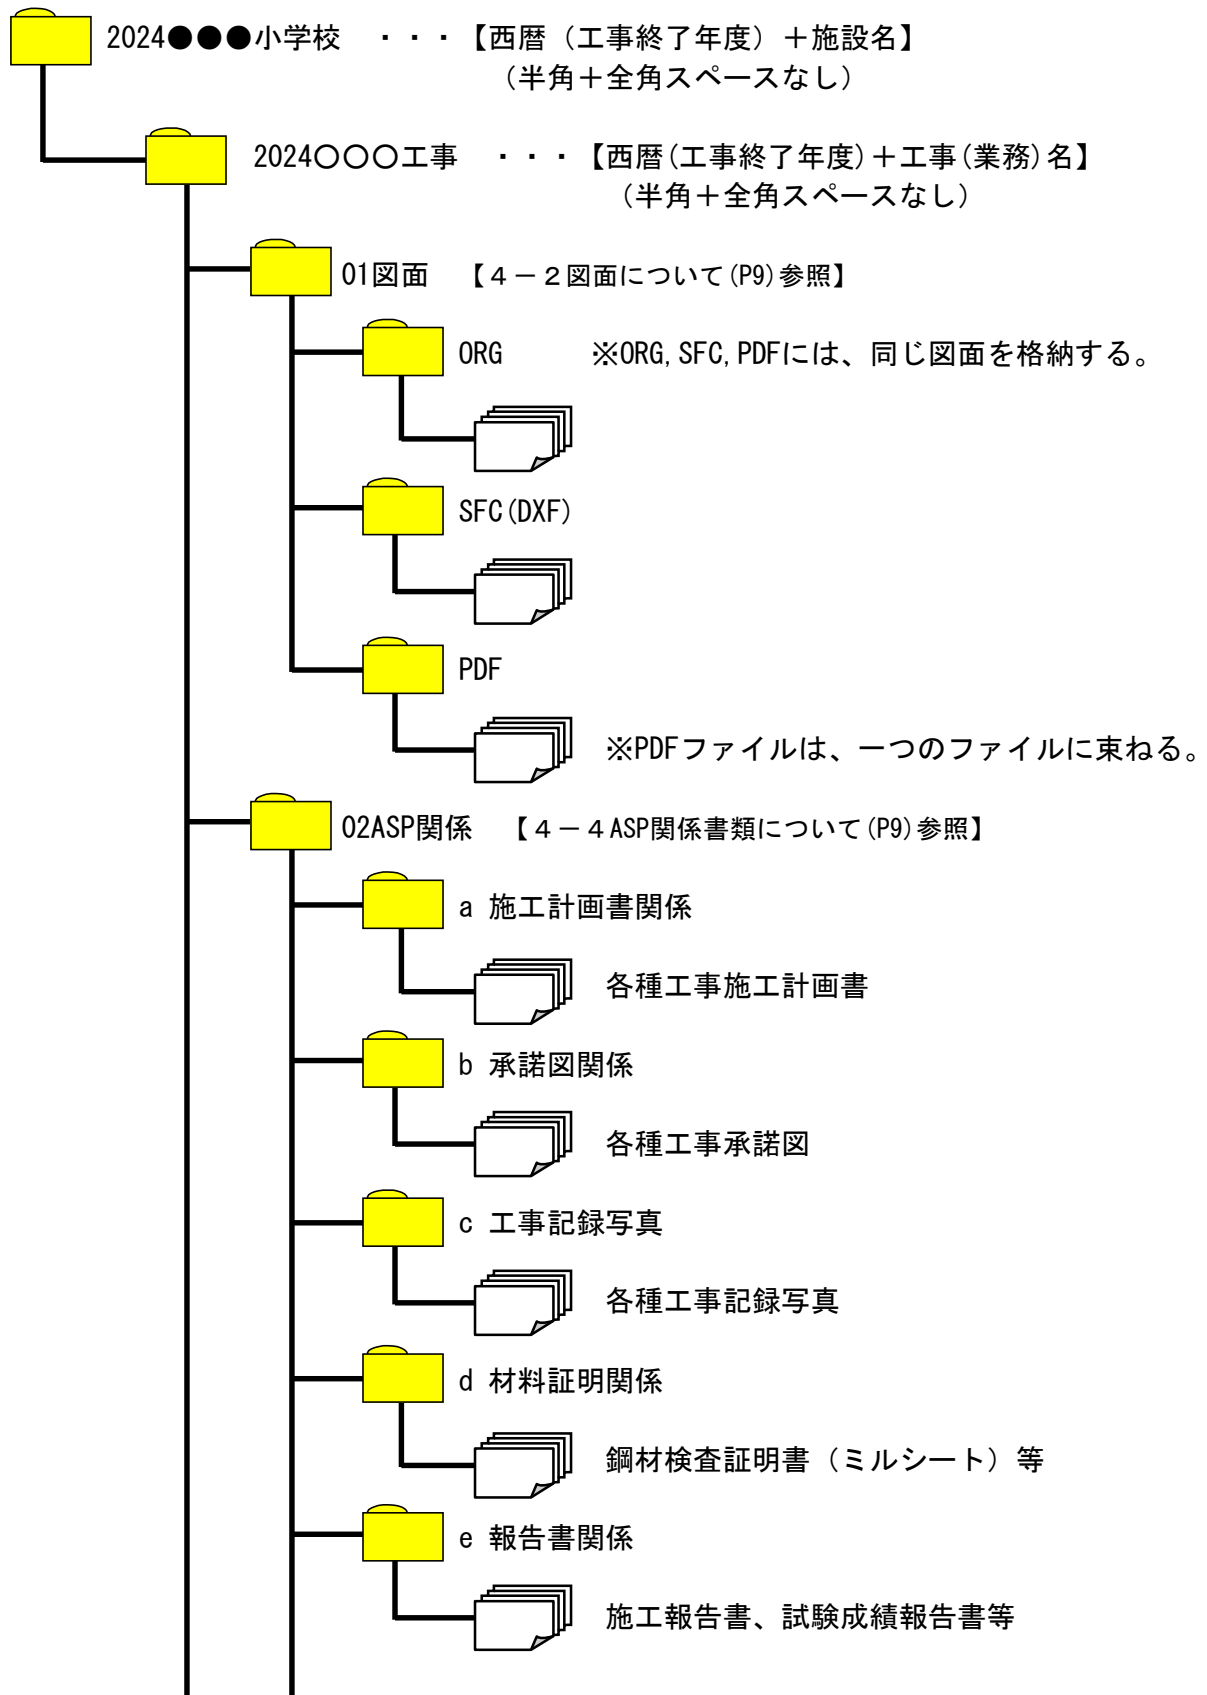 2024●●●小学校　・・・【西暦（工事終了年度）＋施設名】
（半角＋全角スペースなし）
2024〇〇〇工事　・・・【西暦(工事終了年度)＋工事(業務)名】
（半角＋全角スペースなし）
01図面　【４－２図面について(P9)参照】
ORG　※ORG,SFC,PDFには、同じ図面を格納する。
SFC(DXF)
PDF
※PDFファイルは、一つのファイルに束ねる。
02ASP関係　【４－４ASP関係書類について(P9)参照】
a 施工計画書関係
各種工事施工計画書
b 承諾図関係
各種工事承諾図
c 工事記録写真
各種工事記録写真
d 材料証明関係
鋼材検査証明書（ミルシート）等
e 報告書関係
施工報告書、試験成績報告書等